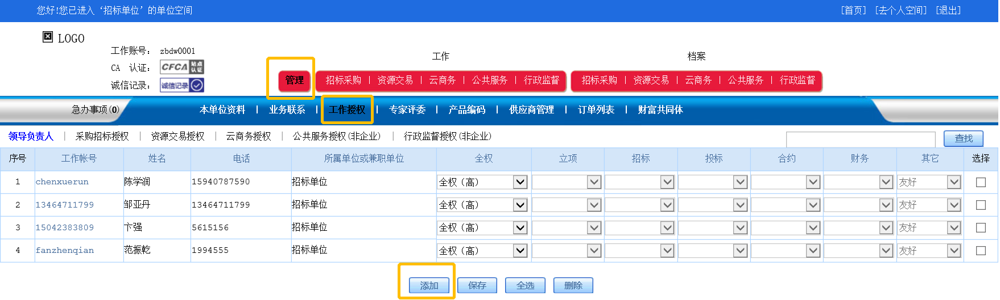 您好!您已进入‘招标单位’的单位空间 [首页] [去个人空间] [退出]
LOGO
工作账号: zbdw0001
CA 认证: CFCA 站点认证
诚信记录: 诚信记录
工作 档案
管理 招标采购 | 资源交易 | 云商务 | 公共服务 | 行政监督 招标采购 | 资源交易 | 云商务 | 公共服务 | 行政监督
急办事项(0) 本单位资料 | 业务联系 | 工作授权 | 专家评委 | 产品编码 | 供应商管理 | 订单列表 | 财富共同体
领导负责人 | 采购招标授权 | 资源交易授权 | 云商务授权 | 公共服务授权(非企业) | 行政监督授权(非企业) 查找
序号 工作帐号 姓名 电话 所属单位或兼职单位 全权 立项 招标 投标 合约 财务 其它 选择
1 chenxuerun 陈学润 15940787590 招标单位 全权（高） 友好
2 13464711799 邹亚丹 13464711799 招标单位 全权（高） 友好
3 15042383809 卞强 5615156 招标单位 全权（高） 友好
4 fanzhenqian 范振乾 1994555 招标单位 全权（高） 友好
添加 保存 全选 删除